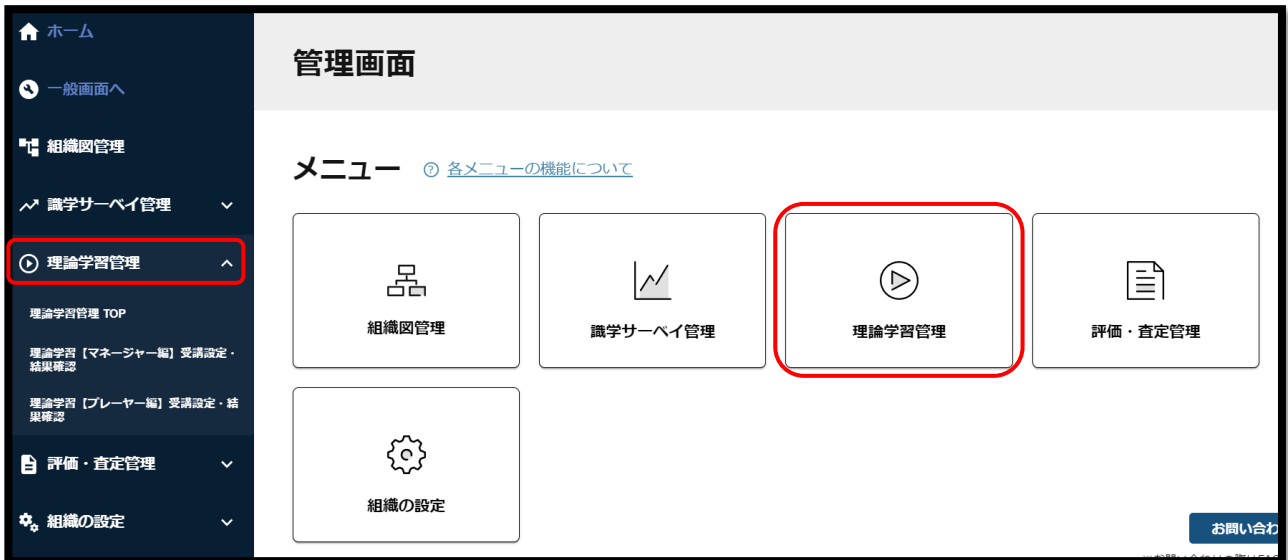 ホーム
一般画面へ
組織図管理
識学サーベイ管理
理論学習管理
理論学習管理 TOP
理論学習【マネージャー編】受講設定・
結果確認
理論学習【プレーヤー編】受講設定・結
果確認
評価・査定管理
組織の設定
管理画面
メニュー ? 各メニューの機能について
組織図管理
識学サーベイ管理
理論学習管理
評価・査定管理
組織の設定
お問い合わ